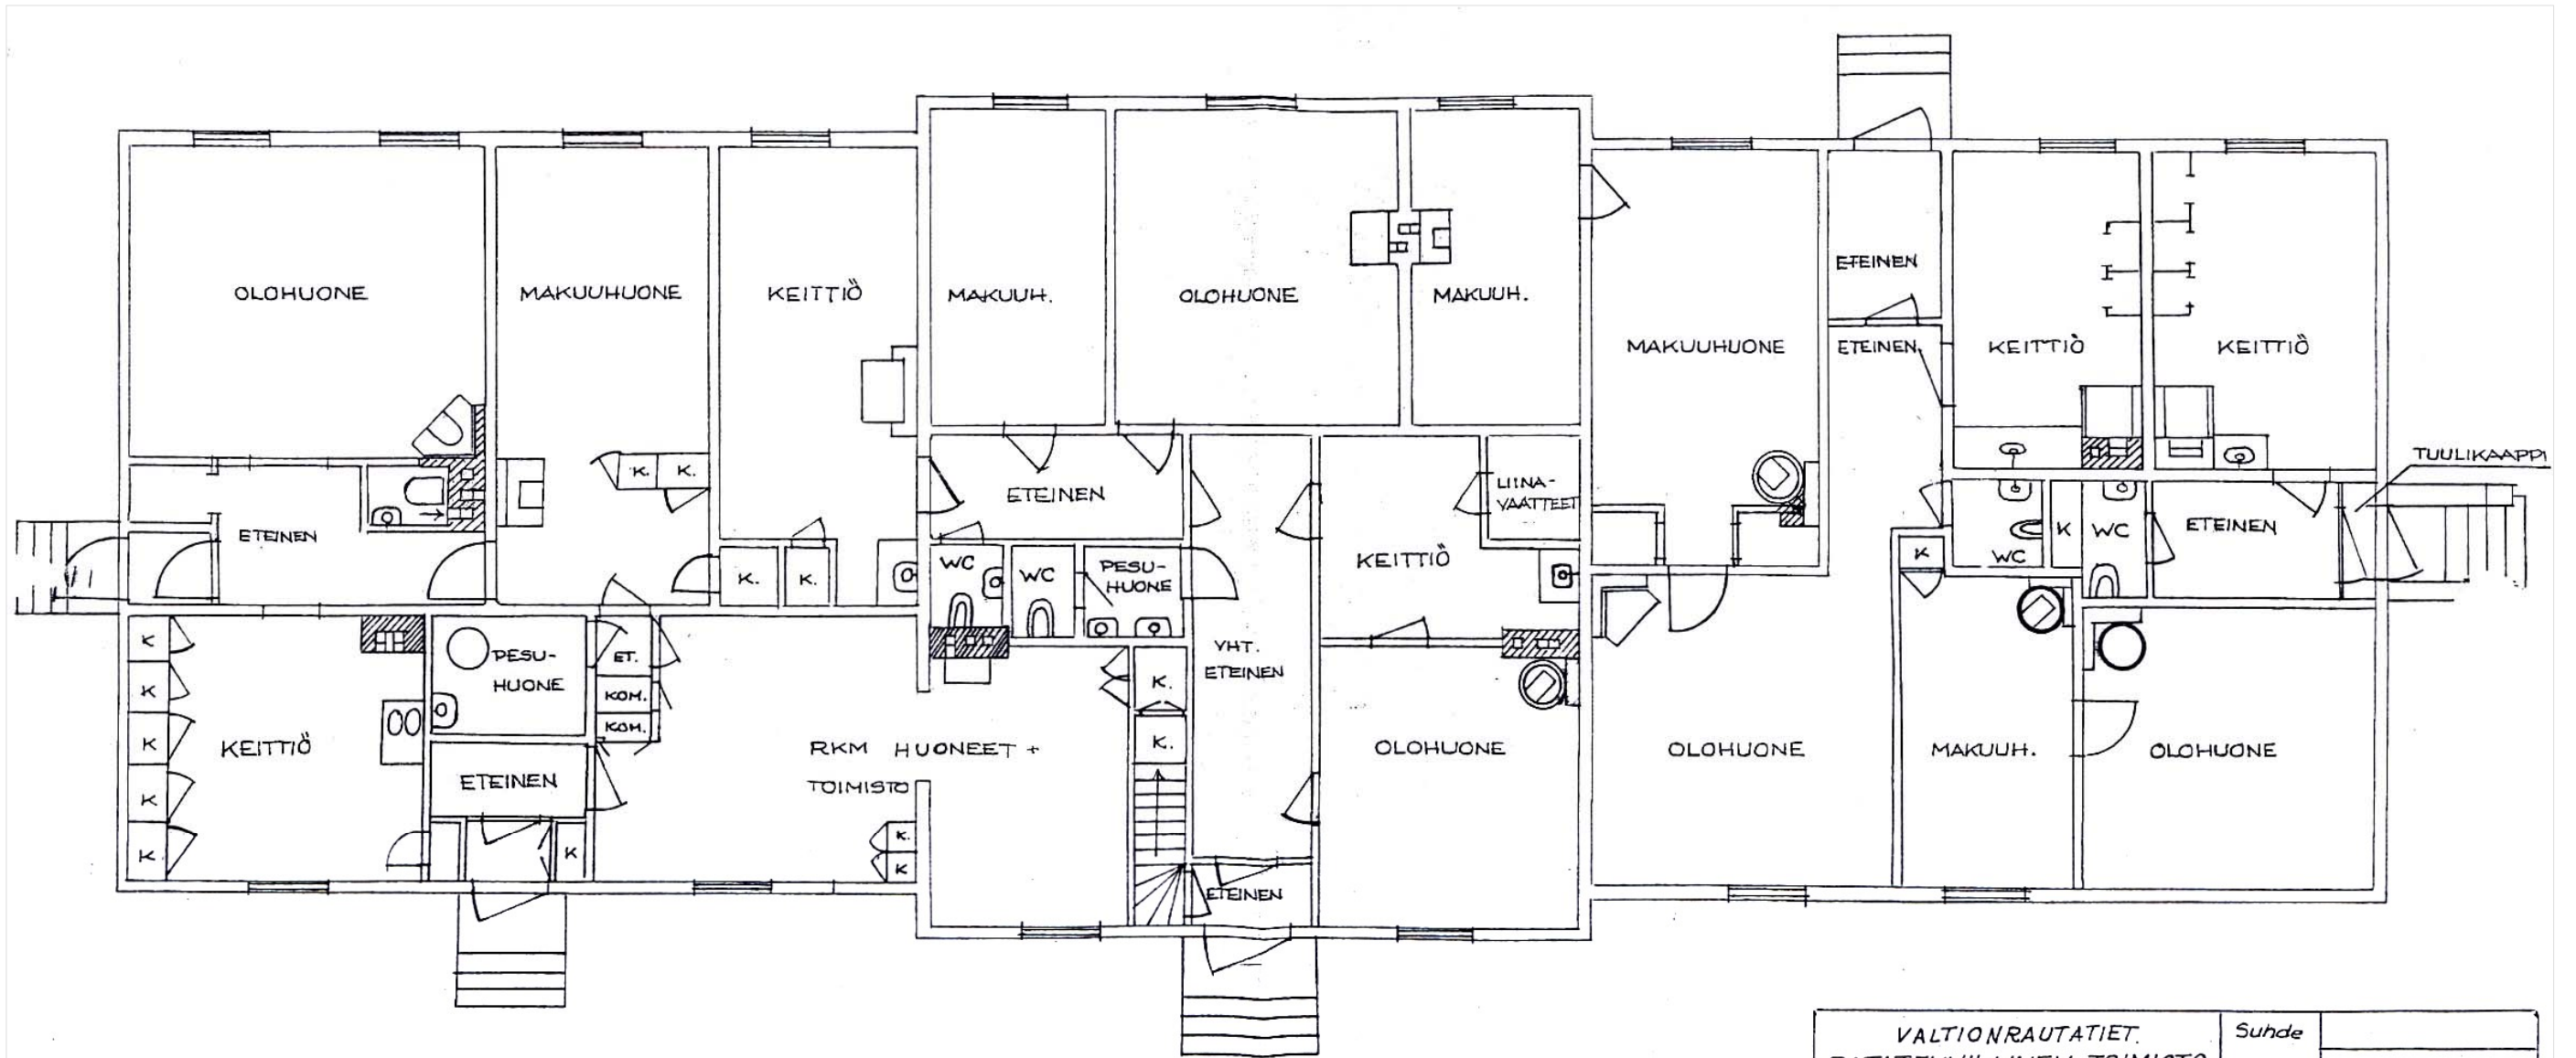 OLOHUONE
MAKUUHUONE
KEITTIÖ
MAKUUH.
OLOHUONE
MAKUUH.
ETEINEN
MAKUUHUONE
ETEINEN
KEITTIÖ
KEITTIÖ
TUULIKAAPPI
K. K.
ETEINEN
LIINA-
VAATTEET
ETEINEN
K. K.
WC
WC
PESU-
HUONE
KEITTIÖ
K
WC
K
WC
ETEINEN
K
K
K
K
K
KEITTIÖ
PESU-
HUONE
ET.
KOM.
KOM.
ETEINEN
K
RKM HUONEET +
TOIMISTO
K.
K
K.
K.
YHT.
ETEINEN
ETEINEN
OLOHUONE
OLOHUONE
MAKUUH.
OLOHUONE
VALTIONRAUTATIET.
Suhde